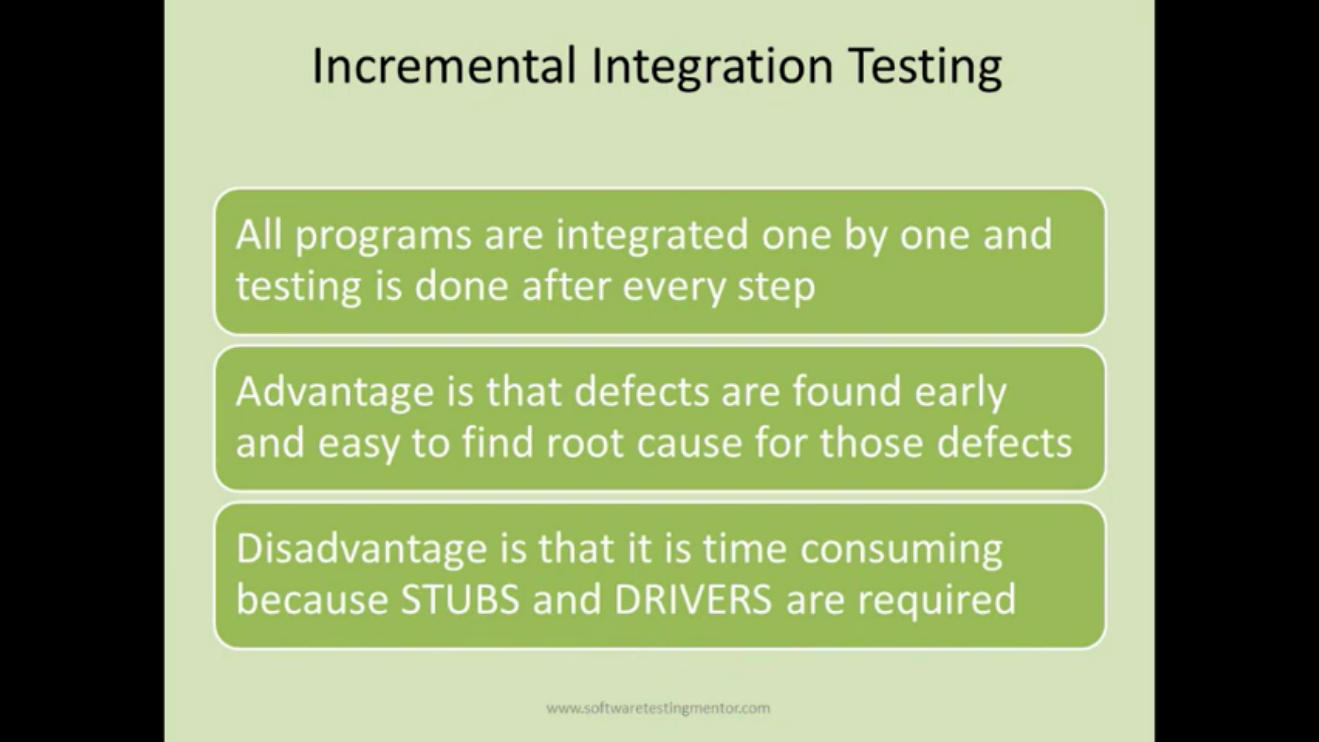 Incremental Integration Testing
All programs are integrated one by one and
testing is done after every step
Advantage is that defects are found early
and easy to find root cause for those defects
Disadvantage is that it is time consuming
because STUBS and DRIVERS are required
www.softwaretestingmentor.com